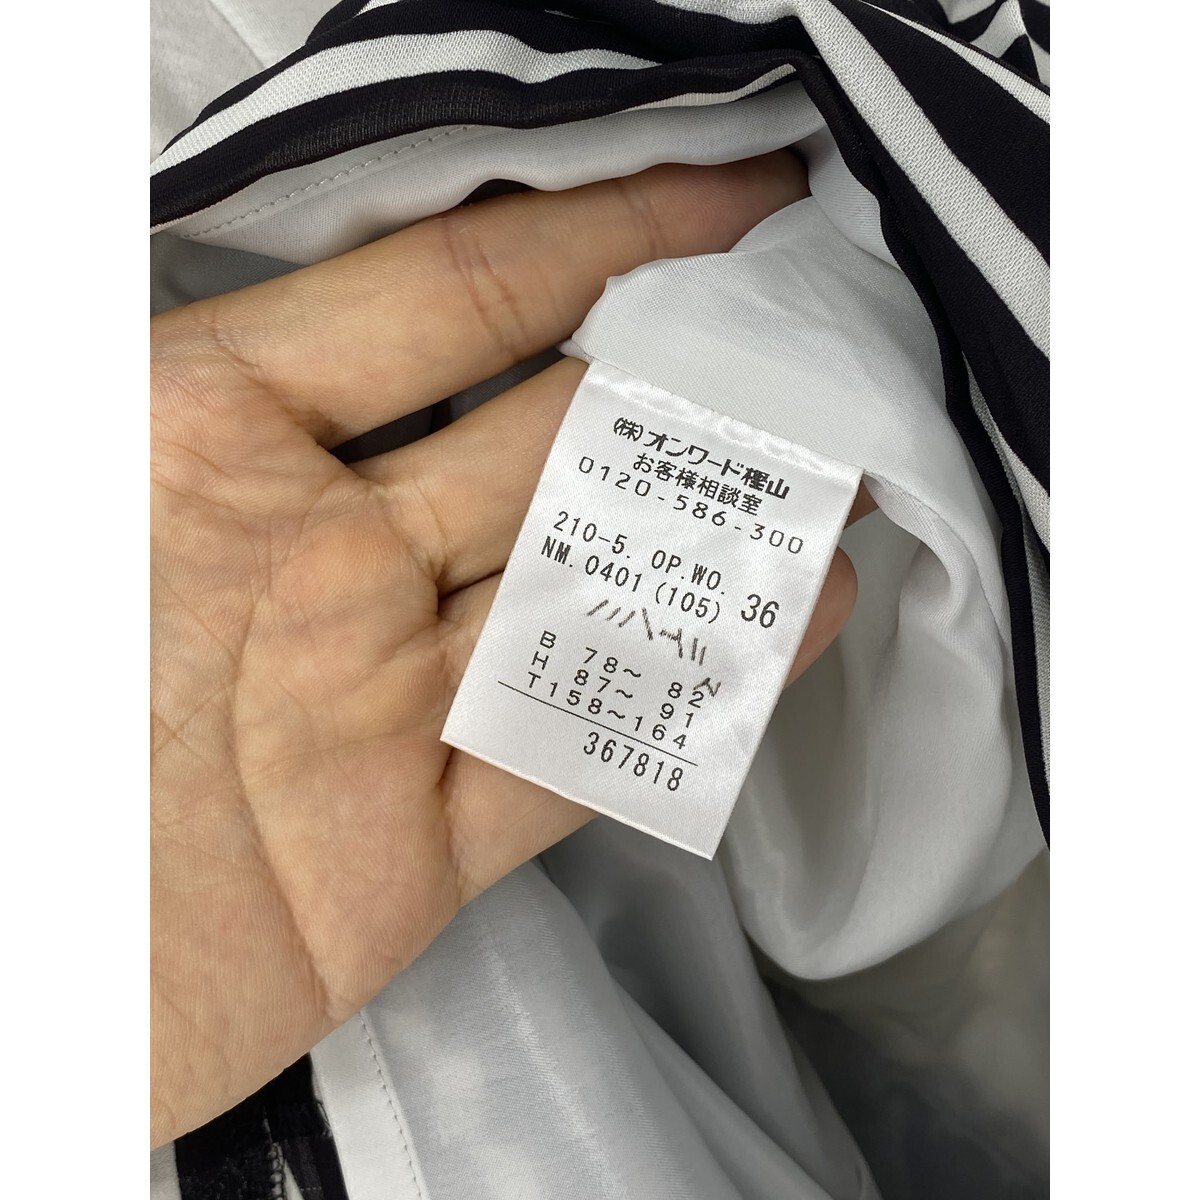 (株)オンワード樫山
お客様相談室
0120-586-300
210-5. OP.WO. 36
NM. 0401 (105)
B 78~ 82
H 87~ 91
T158~164
367818